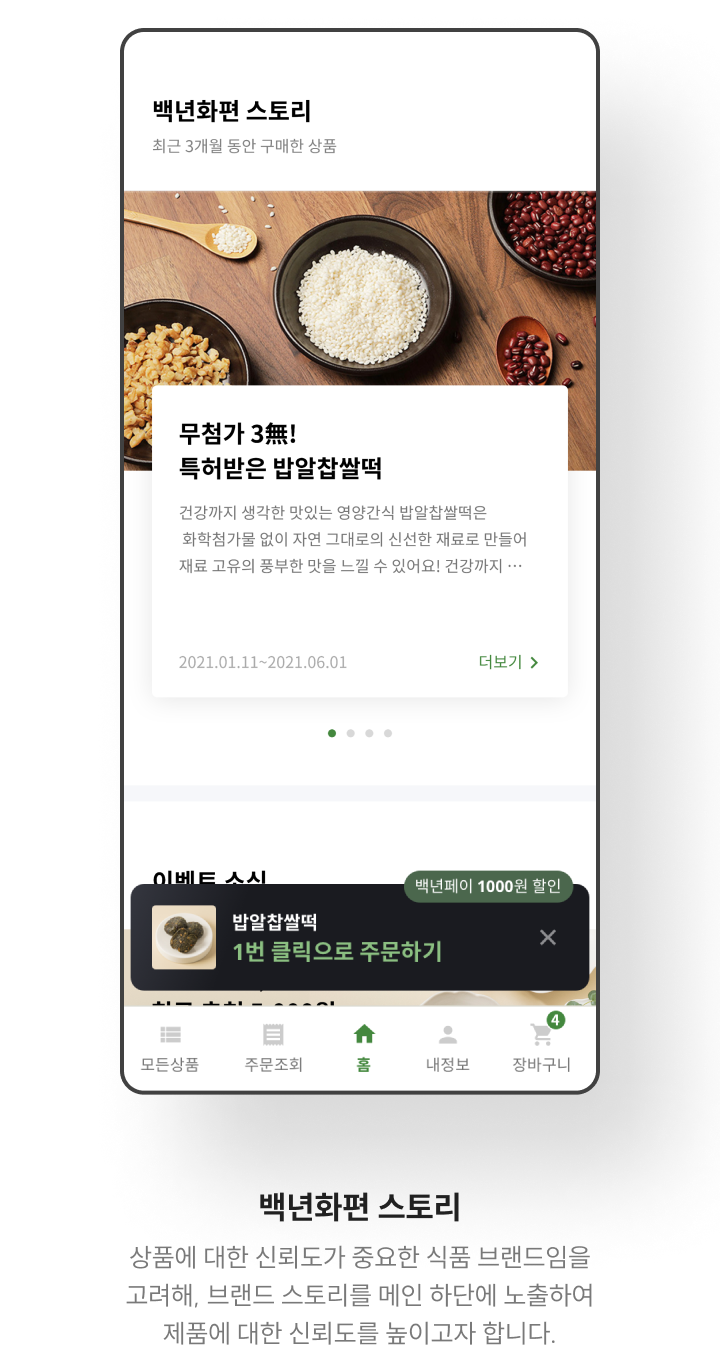 백년화편 스토리
최근 3개월 동안 구매한 상품
무첨가 3無!
특허받은 밥알찹쌀떡
건강까지 생각한 맛있는 영양간식 밥알찹쌀떡은
화학첨가물 없이 자연 그대로의 신선한 재료로 만들어
재료 고유의 풍부한 맛을 느낄 수 있어요! 건강까지 …
2021.01.11~2021.06.01
더보기
이벤트 소식
백년페이 1000원 할인
밥알찹쌀떡
1번 클릭으로 주문하기
4
모든상품
주문조회
홈
내정보
장바구니
백년화편 스토리
상품에 대한 신뢰도가 중요한 식품 브랜드임을
고려해, 브랜드 스토리를 메인 하단에 노출하여
제품에 대한 신뢰도를 높이고자 합니다.